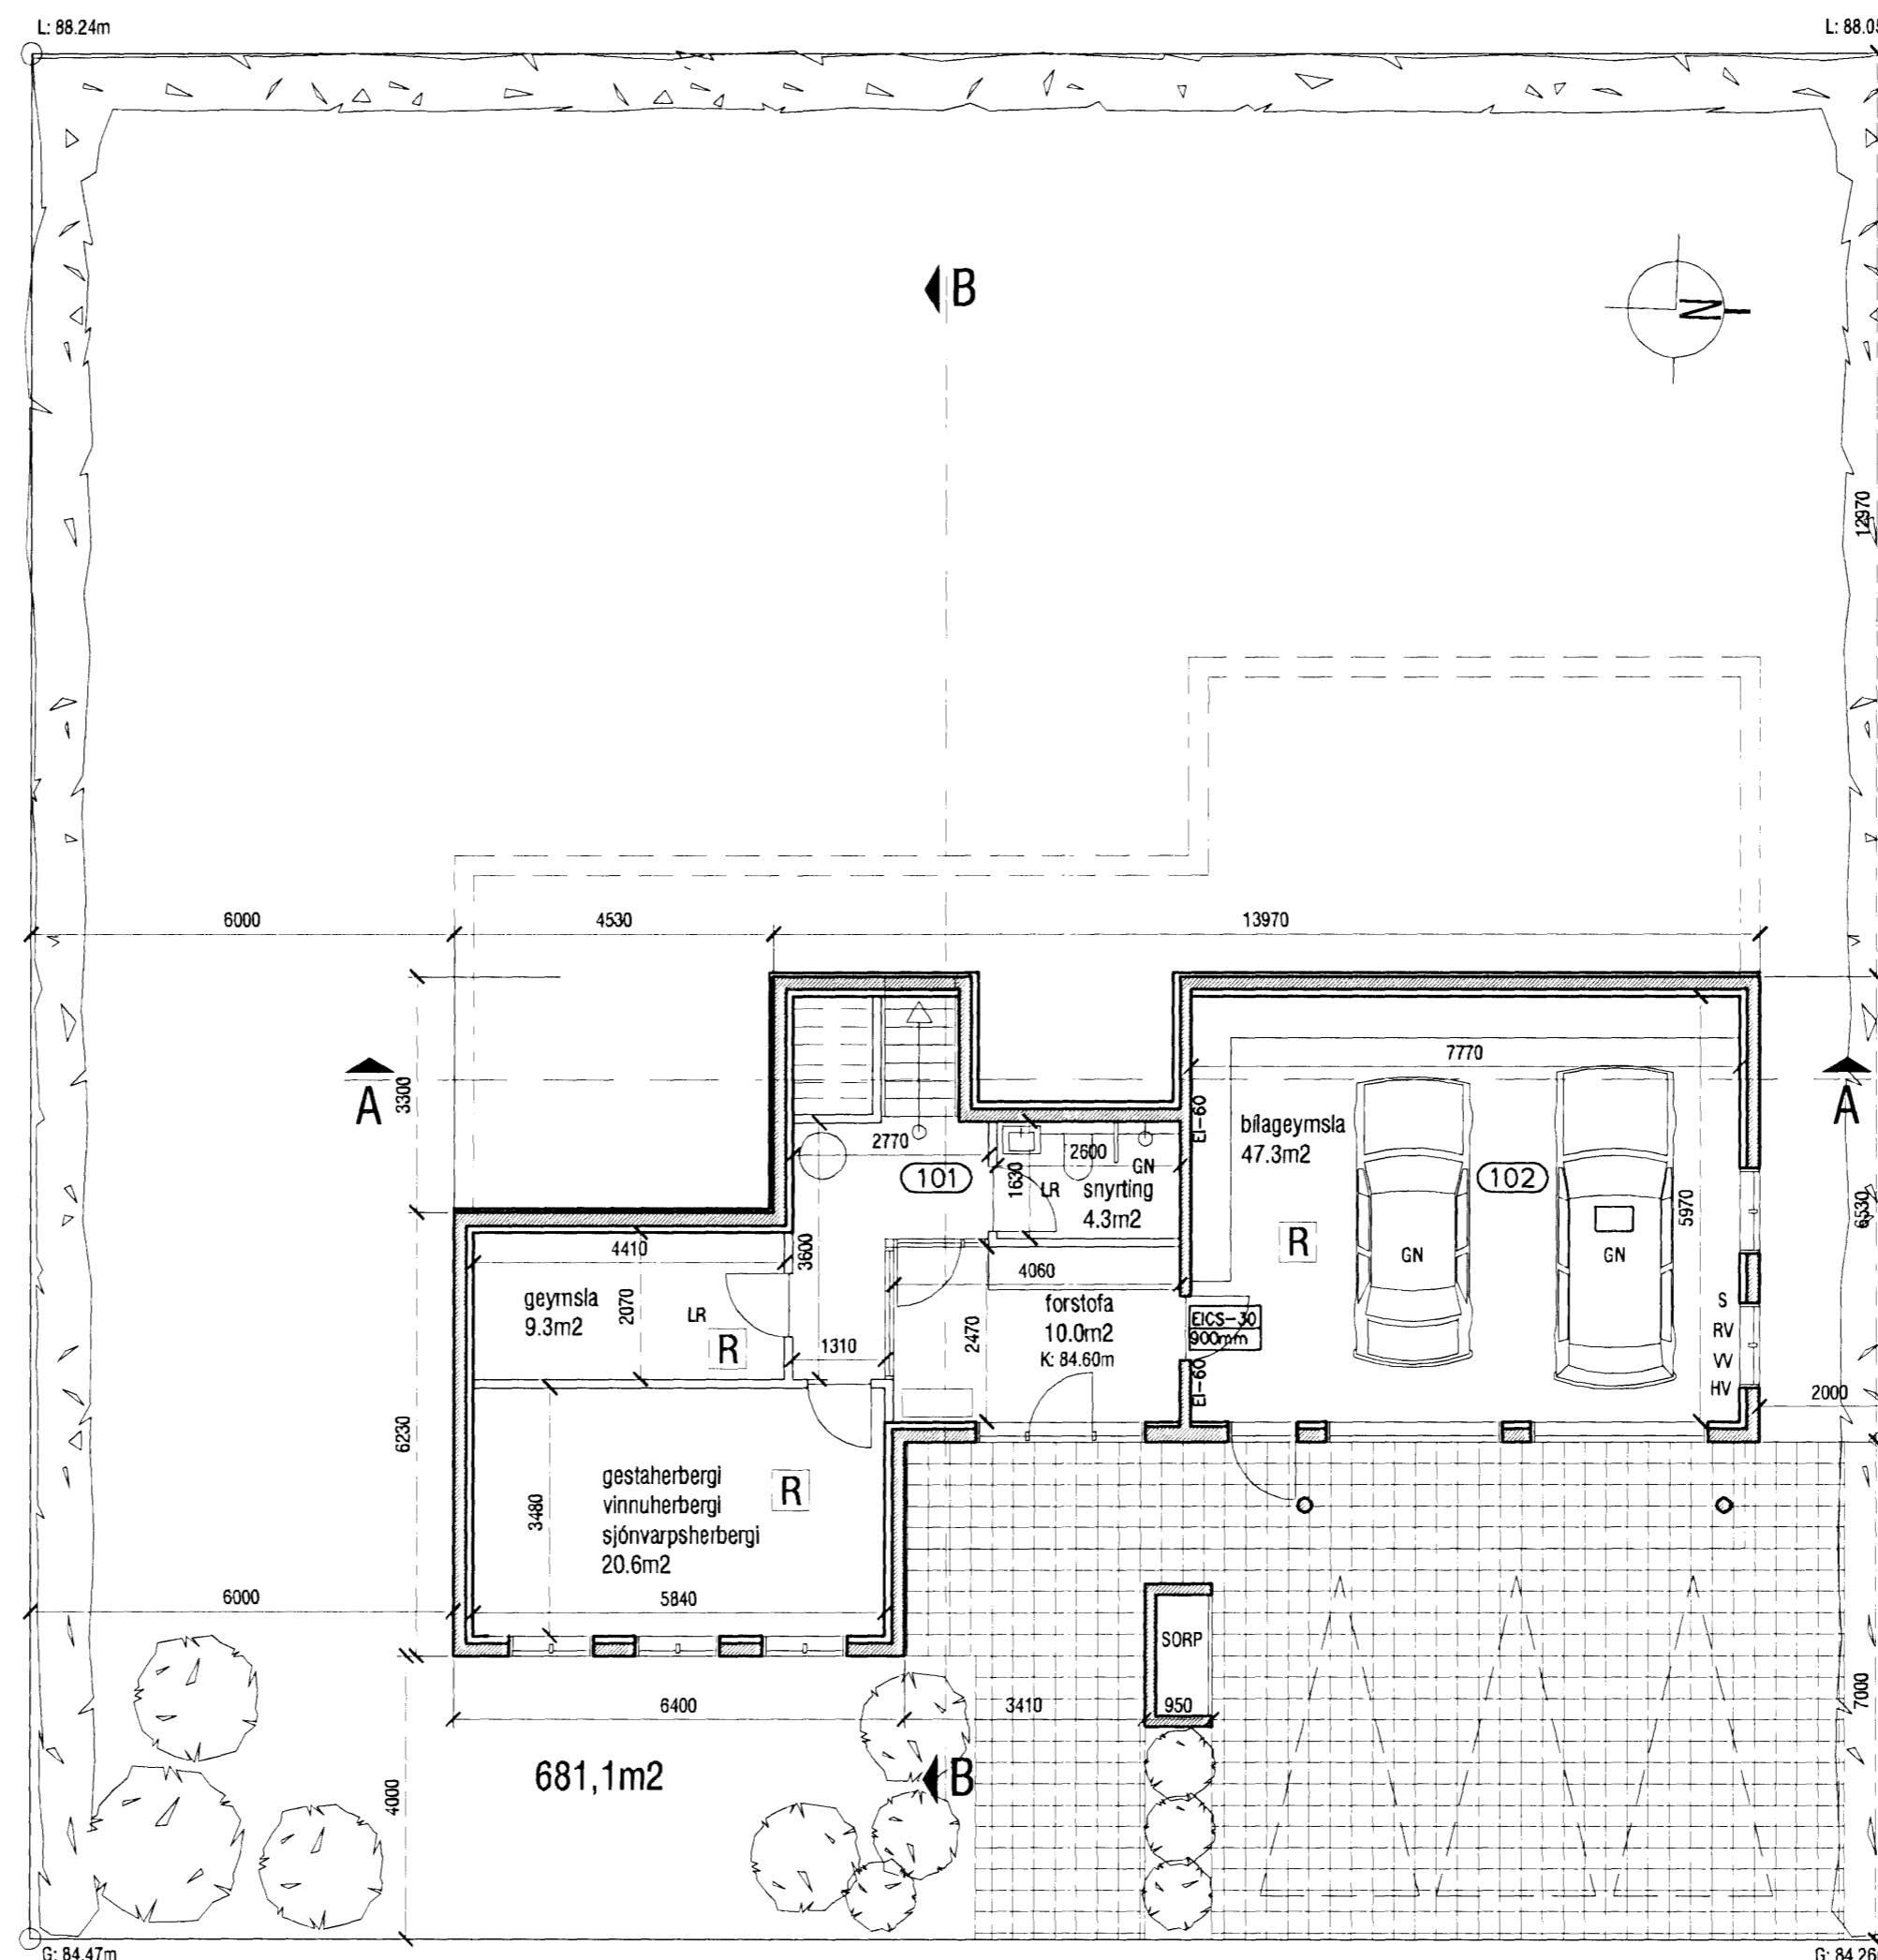 L: 88.24m
L: 88.05
B
N
12970
6000
4530
13970
A
3300
7770
A
EI-60
bílageymsla
47.3m2
2770
101
2600
GN
1630
LR
snyrting
4.3m2
102
5970
6530
R
GN
GN
4410
3600
4060
geymsla
9.3m2
2070
LR
R
1310
2470
forstofa
10.0m2
K: 84.60m
EICS-30
900mm
S
RV
VV
HV
EI-60
2000
6230
3480
gestaherbergi
vinnuherbergi
sjónvarpsherbergi
20.6m2
R
6000
5840
SORP
6400
3410
950
7000
681,1m2
B
4000
G: 84.47m
G: 84.26